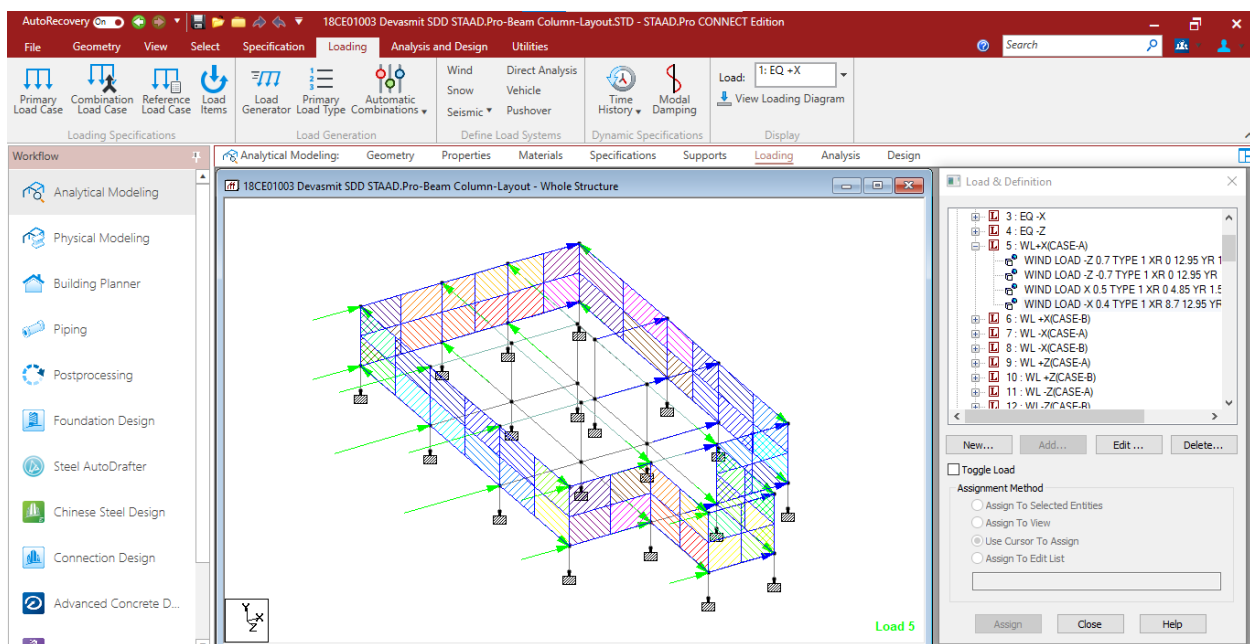 AutoRecovery On 18CE01003 Devasmit SDD STAAD.Pro-Beam Column-Layout.STD - STAAD.Pro CONNECT Edition
File Geometry View Select Specification Loading Analysis and Design Utilities Search
Wind Direct Analysis
Snow Vehicle
Seismic Pushover
Load: 1: EQ +X
View Loading Diagram
Primary Load Case
Combination Load Case
Reference Load Case
Load Items
Load Generator
Primary Load Type
Automatic Combinations
Time History
Modal Damping
Loading Specifications Load Generation Define Load Systems Dynamic Specifications Display
Workflow
Analytical Modeling: Geometry Properties Materials Specifications Supports Loading Analysis Design
Analytical Modeling
Physical Modeling
Building Planner
Piping
Postprocessing
Foundation Design
Steel AutoDrafter
Chinese Steel Design
Connection Design
Advanced Concrete D...
18CE01003 Devasmit SDD STAAD.Pro-Beam Column-Layout - Whole Structure
Y
X
Z
Load 5
Load & Definition
3 : EQ -X
4 : EQ -Z
5 : WL+X(CASE-A)
WIND LOAD -Z 0.7 TYPE 1 XR 0 12.95 YR 1
WIND LOAD Z -0.7 TYPE 1 XR 0 12.95 YR
WIND LOAD X 0.5 TYPE 1 XR 0 4.85 YR 1.5
WIND LOAD -X 0.4 TYPE 1 XR 8.7 12.95 YR
6 : WL +X(CASE-B)
7 : WL -X(CASE-A)
8 : WL -X(CASE-B)
9 : WL +Z(CASE-A)
10 : WL +Z(CASE-B)
11 : WL -Z(CASE-A)
12 : WL -Z(CASE-B)
New... Add... Edit ... Delete...
Toggle Load
Assignment Method
Assign To Selected Entities
Assign To View
Use Cursor To Assign
Assign To Edit List
Assign Close Help